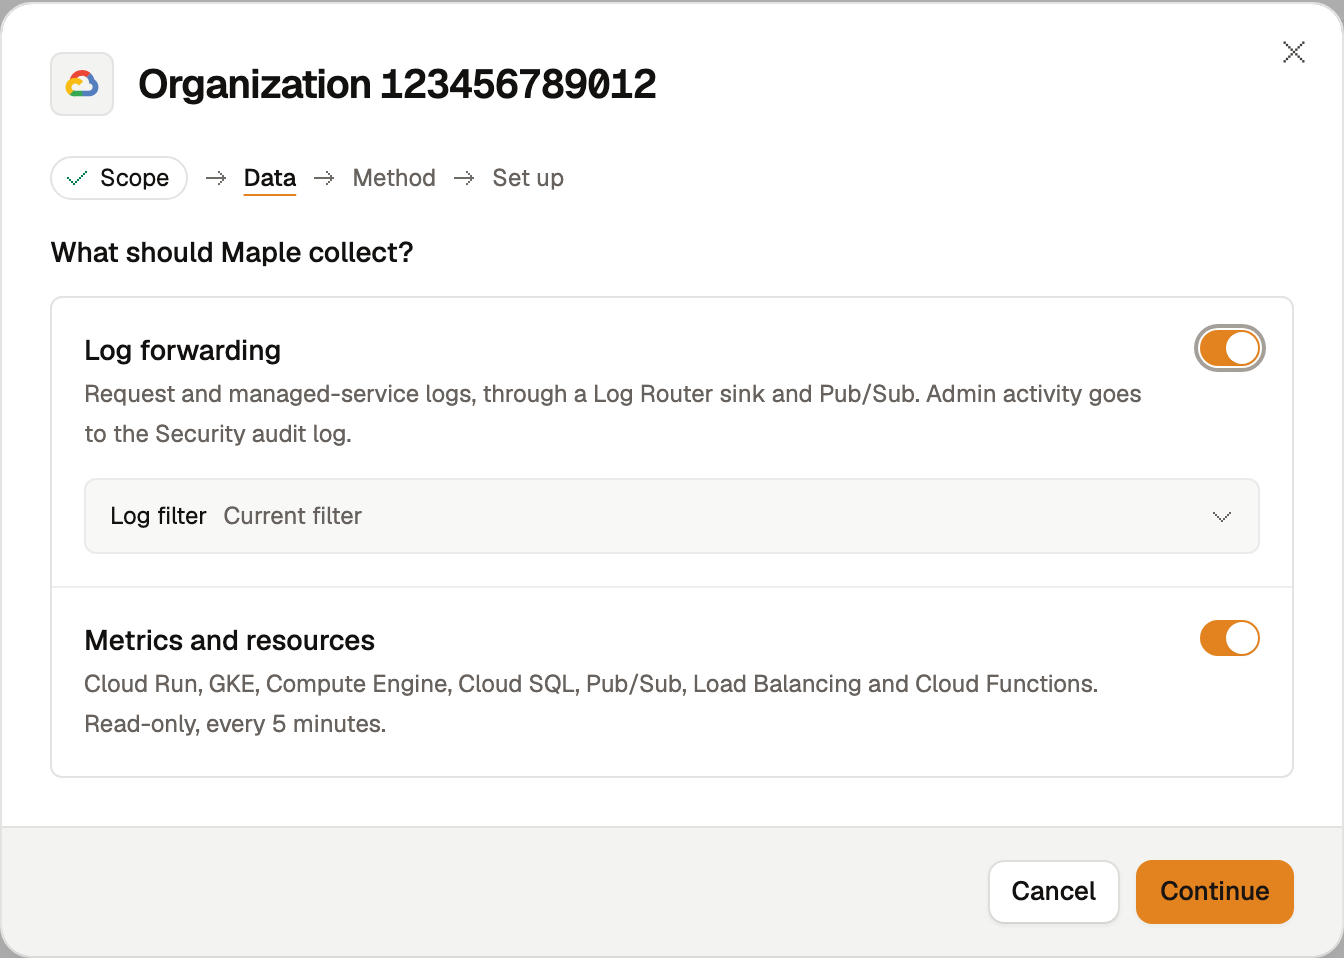 Organization 123456789012
Scope → Data → Method → Set up
What should Maple collect?
Log forwarding
Request and managed-service logs, through a Log Router sink and Pub/Sub. Admin activity goes
to the Security audit log.
Log filter Current filter
Metrics and resources
Cloud Run, GKE, Compute Engine, Cloud SQL, Pub/Sub, Load Balancing and Cloud Functions.
Read-only, every 5 minutes.
Cancel Continue